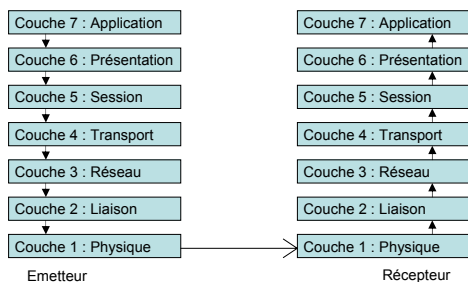 Couche 7 : Application
Couche 6 : Présentation
Couche 5 : Session
Couche 4 : Transport
Couche 3 : Réseau
Couche 2 : Liaison
Couche 1 : Physique
Emetteur
Couche 7 : Application
Couche 6 : Présentation
Couche 5 : Session
Couche 4 : Transport
Couche 3 : Réseau
Couche 2 : Liaison
Couche 1 : Physique
Récepteur